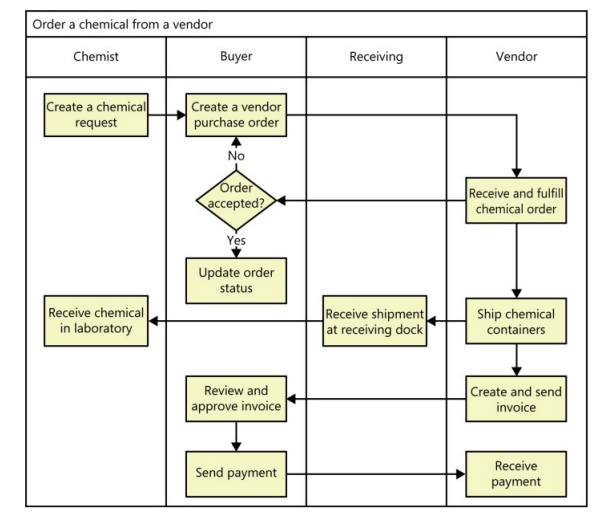 Order a chemical from a vendor
Chemist
Buyer
Receiving
Vendor
Create a chemical
request
Create a vendor
purchase order
No
Order
accepted?
Receive and fulfill
chemical order
Yes
Update order
status
Receive chemical
in laboratory
Receive shipment
at receiving dock
Ship chemical
containers
Review and
approve invoice
Create and send
invoice
Send payment
Receive
payment